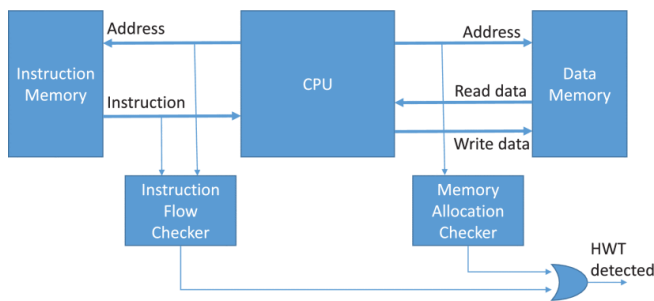 Address
Instruction
Memory
Instruction
CPU
Address
Read data
Write data
Data
Memory
Instruction
Flow
Checker
Memory
Allocation
Checker
HWT
detected